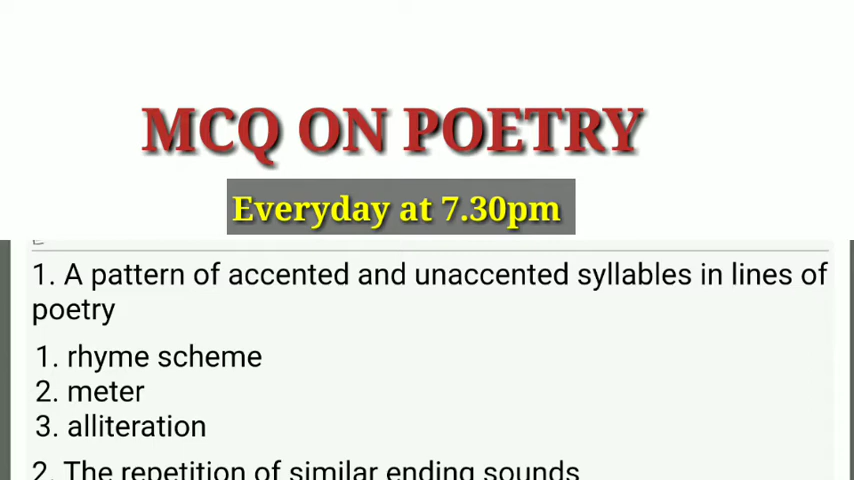 MCQ ON POETRY
Everyday at 7.30pm
1. A pattern of accented and unaccented syllables in lines of
poetry
1. rhyme scheme
2. meter
3. alliteration
2. The repetition of similar ending sounds